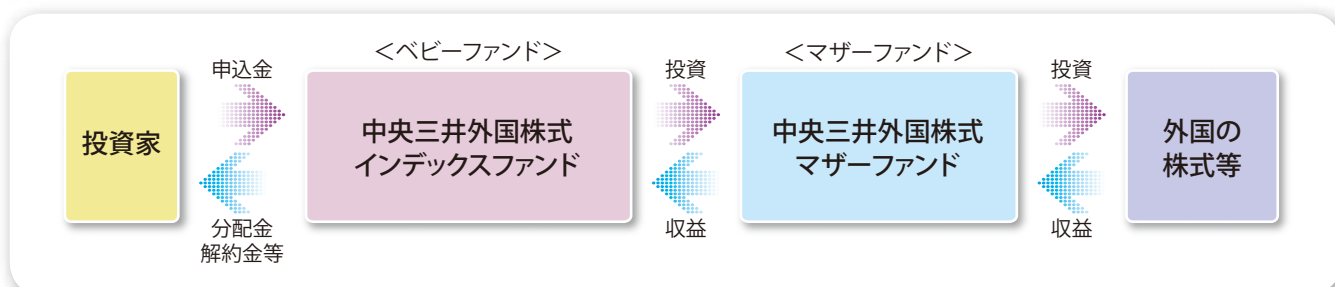 ＜ベビーファンド＞
＜マザーファンド＞
申込金
投資
投資
投資家
中央三井外国株式
インデックスファンド
中央三井外国株式
マザーファンド
外国の
株式等
分配金
解約金等
収益
収益